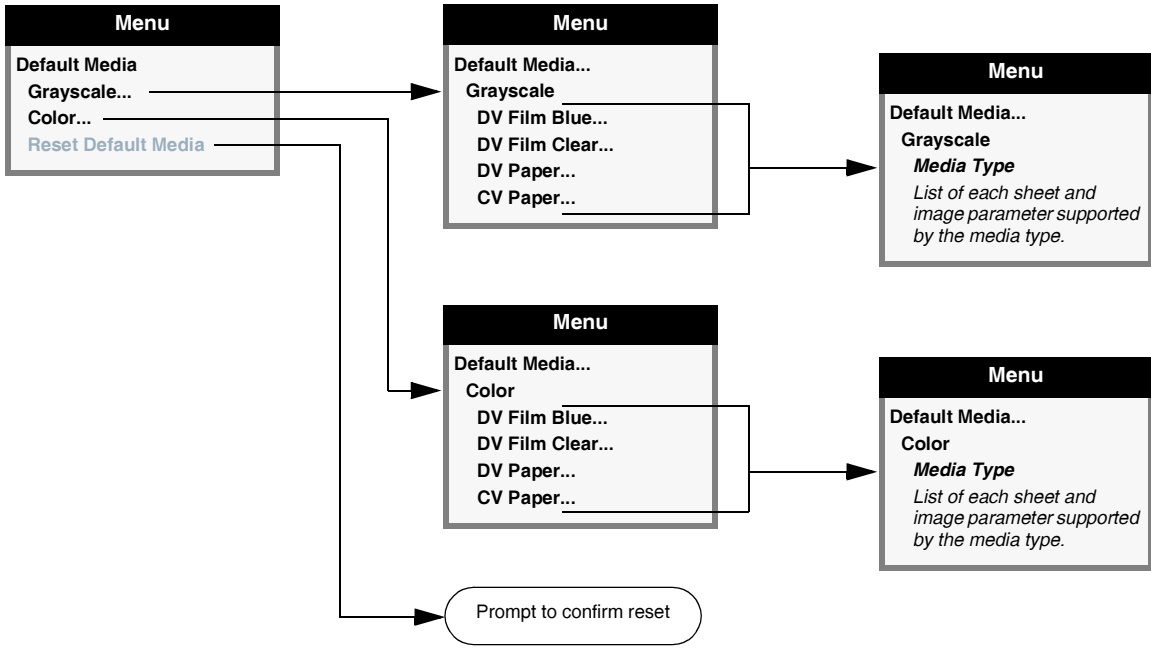 Menu
Default Media
Grayscale...
Color...
Reset Default Media
Menu
Default Media...
Grayscale
DV Film Blue...
DV Film Clear...
DV Paper...
CV Paper...
Menu
Default Media...
Grayscale
Media Type
List of each sheet and
image parameter supported
by the media type.
Menu
Default Media...
Color
DV Film Blue...
DV Film Clear...
DV Paper...
CV Paper...
Menu
Default Media...
Color
Media Type
List of each sheet and
image parameter supported
by the media type.
Prompt to confirm reset